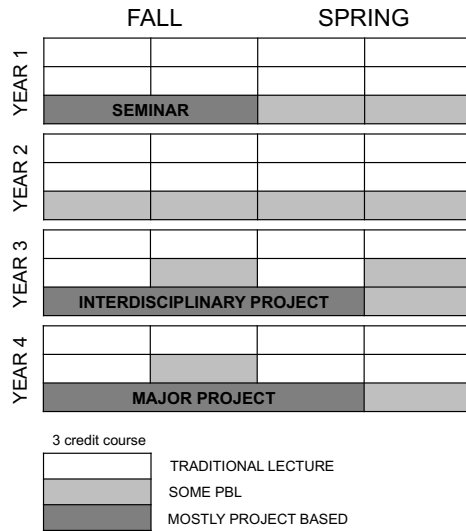 FALL SPRING
YEAR 1
SEMINAR
YEAR 2
YEAR 3
INTERDISCIPLINARY PROJECT
YEAR 4
MAJOR PROJECT
3 credit course
TRADITIONAL LECTURE
SOME PBL
MOSTLY PROJECT BASED